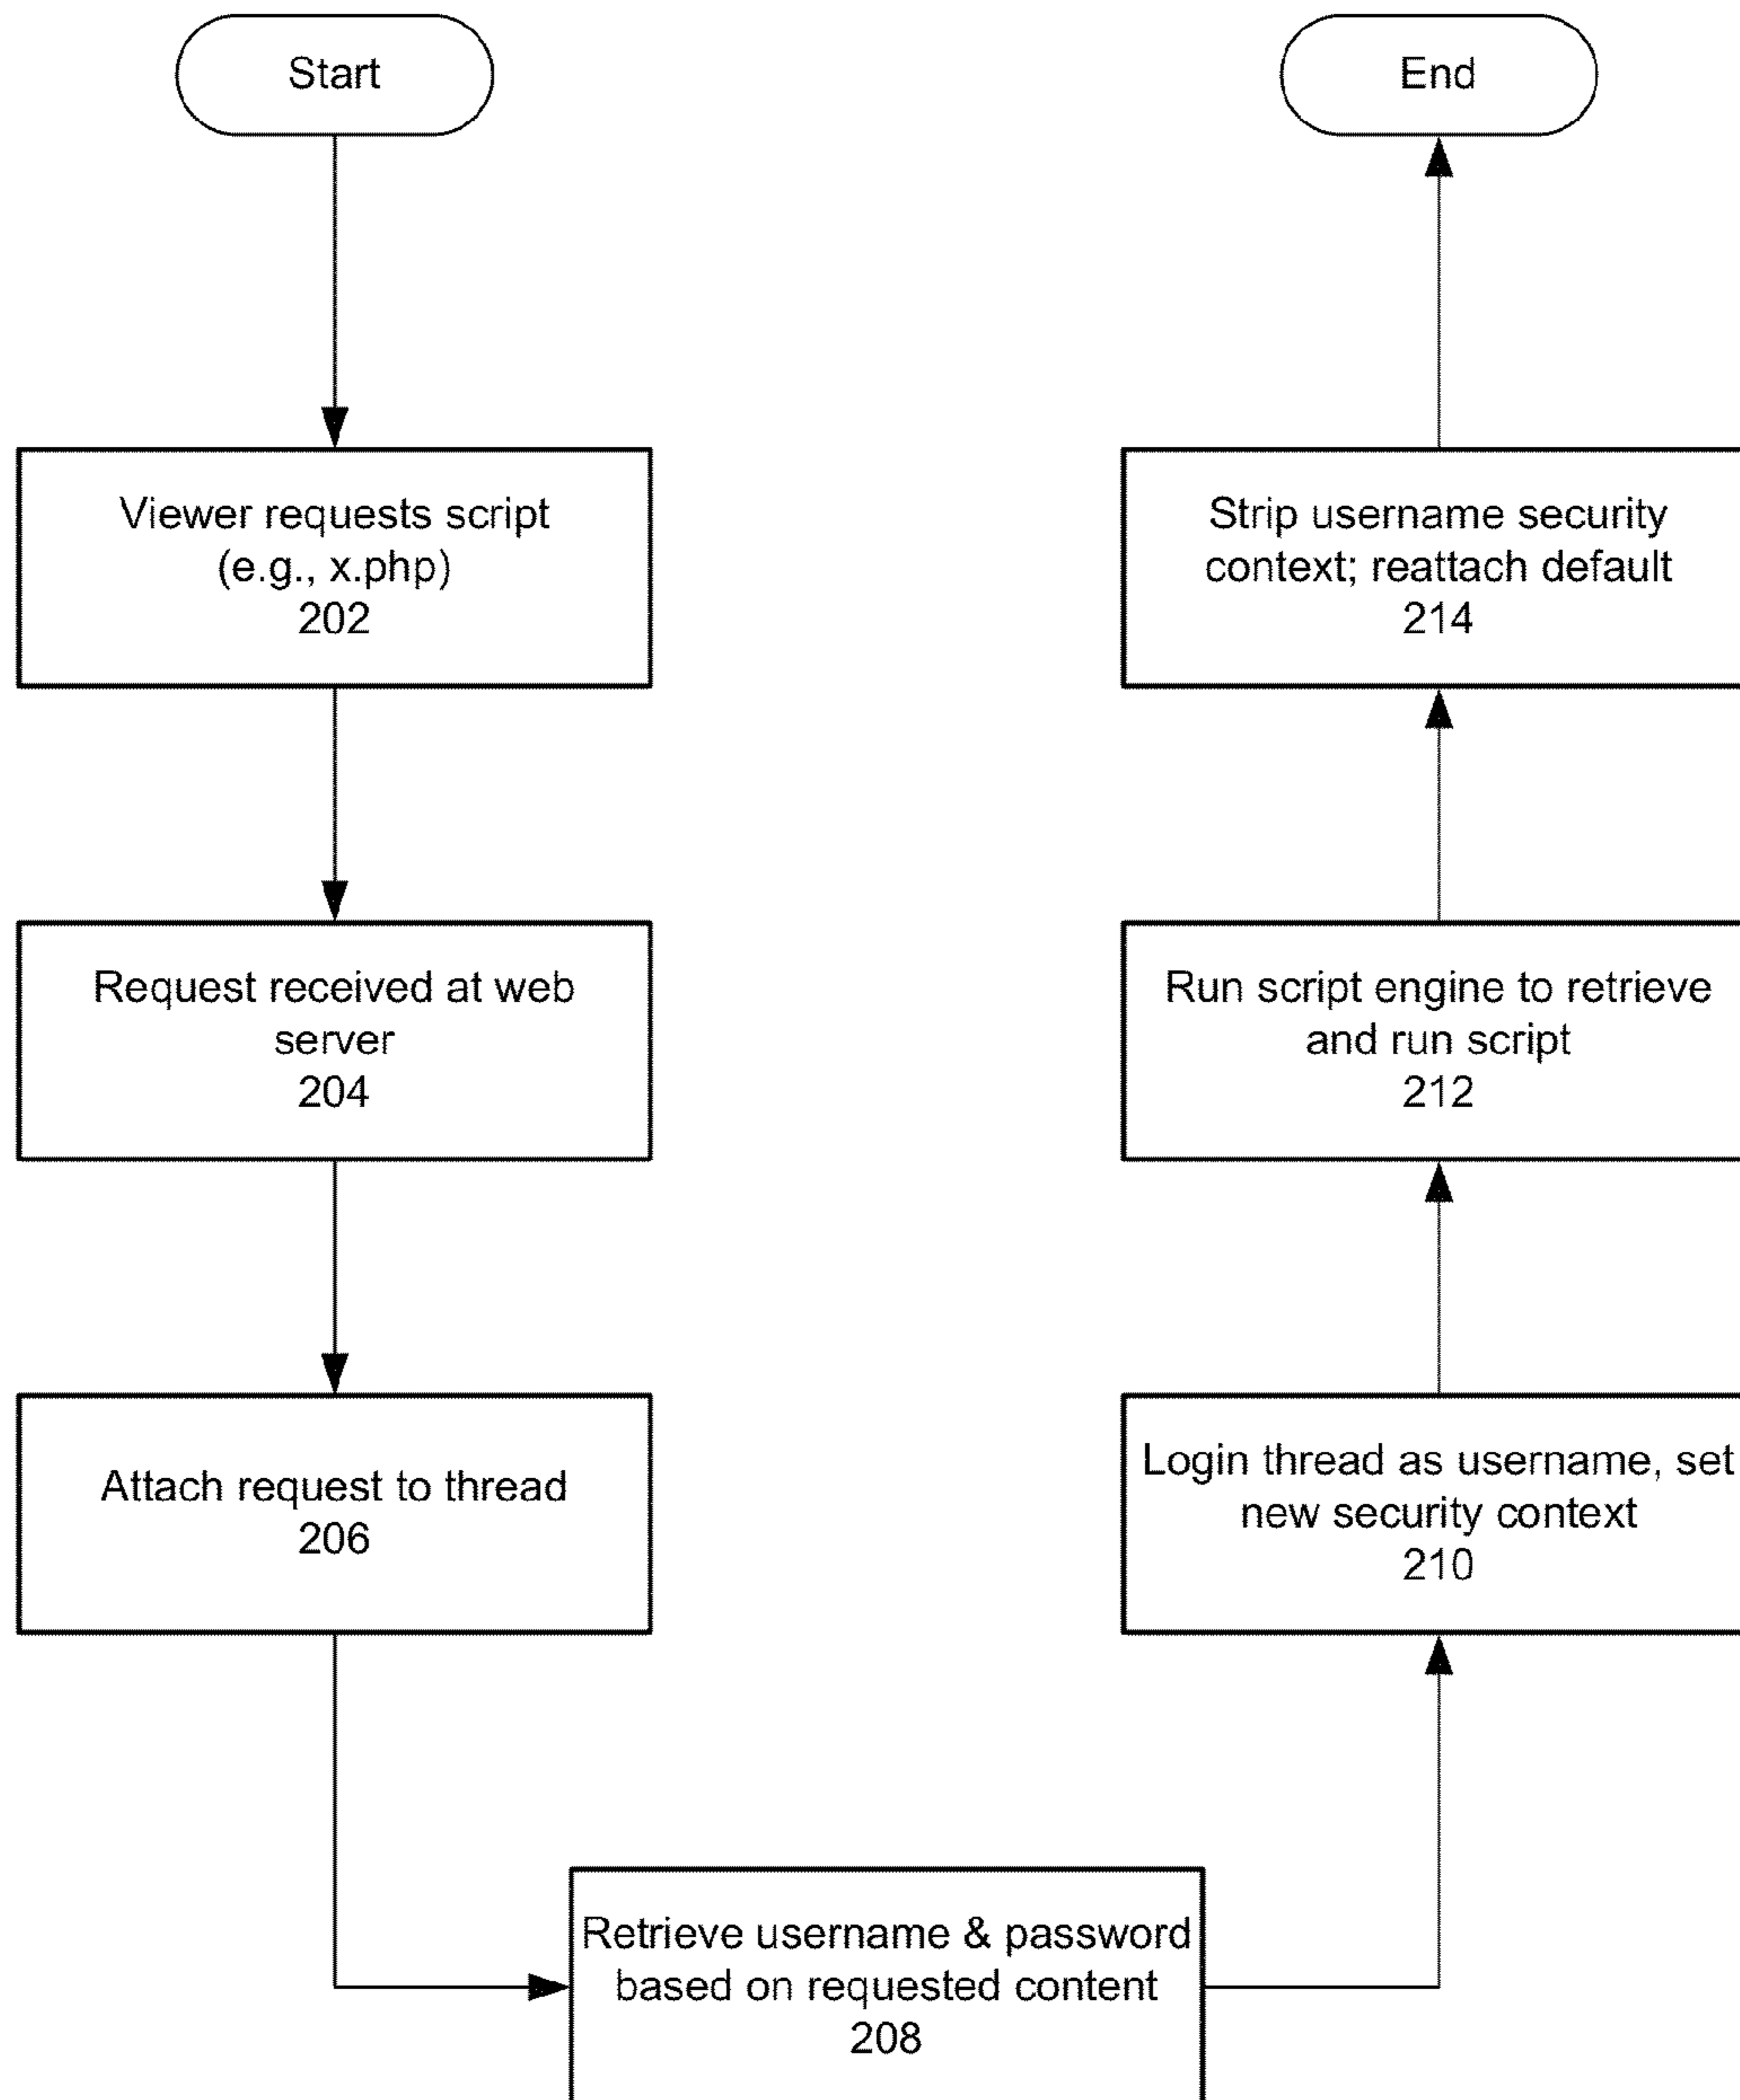 Start
Viewer requests script
(e.g., x.php)
202
Request received at web
server
204
Attach request to thread
206
Retrieve username & password
based on requested content
208
Login thread as username, set
new security context
210
Run script engine to retrieve
and run script
212
Strip username security
context; reattach default
214
End